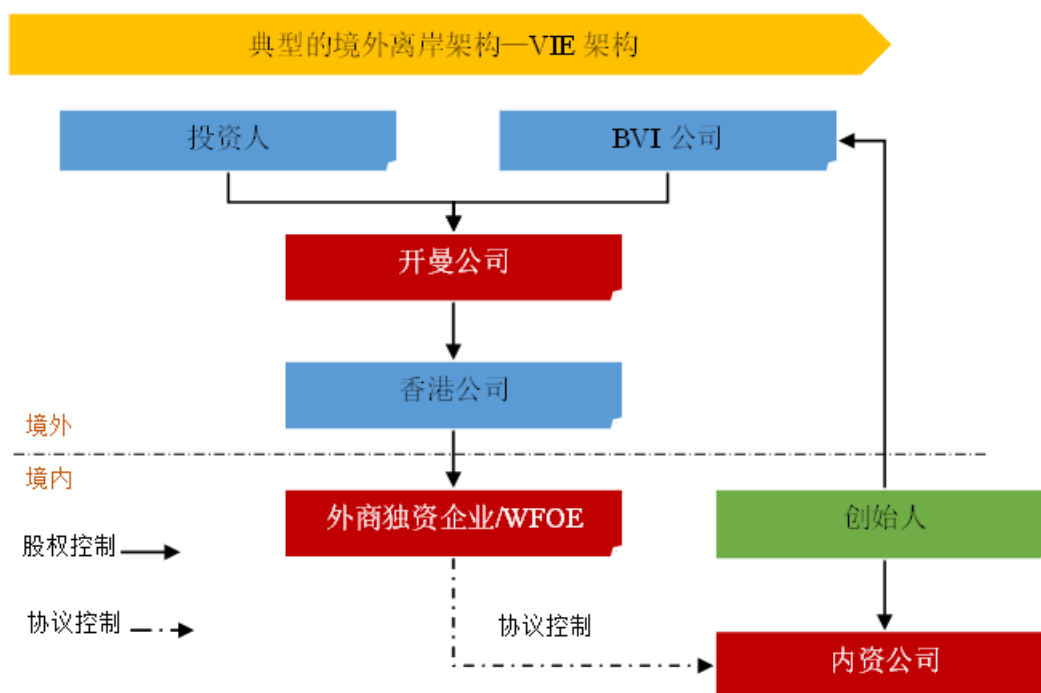 典型的境外离岸架构—VIE 架构
投资人
BVI 公司
开曼公司
香港公司
境外
境内
外商独资企业/WFOE
创始人
股权控制
协议控制
协议控制
内资公司